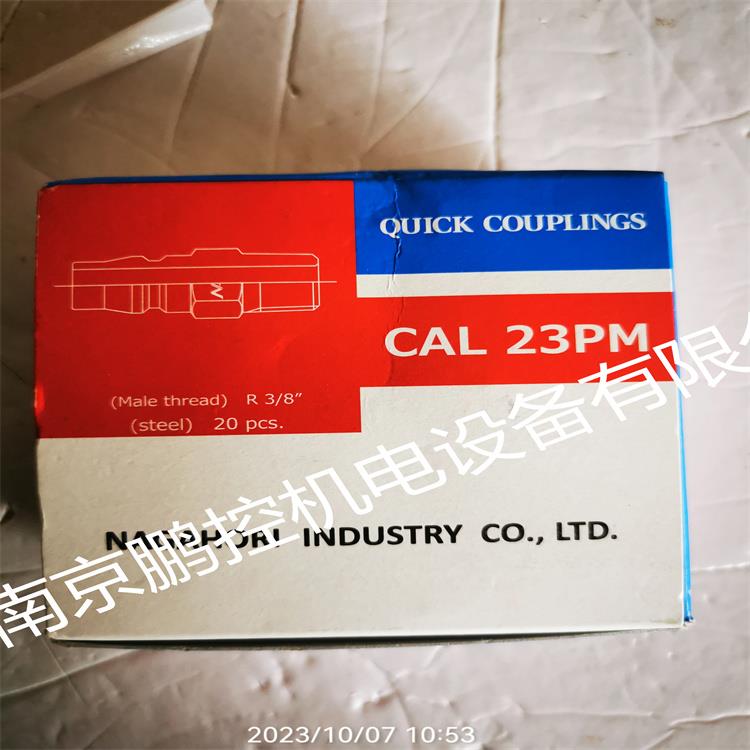 QUICK COUPLINGS
CAL 23PM
(Male thread) R 3/8"
(steel) 20 pcs.
NAGAHORI INDUSTRY CO., LTD.
南京鹏控机电设备有限
2023/10/07 10:53